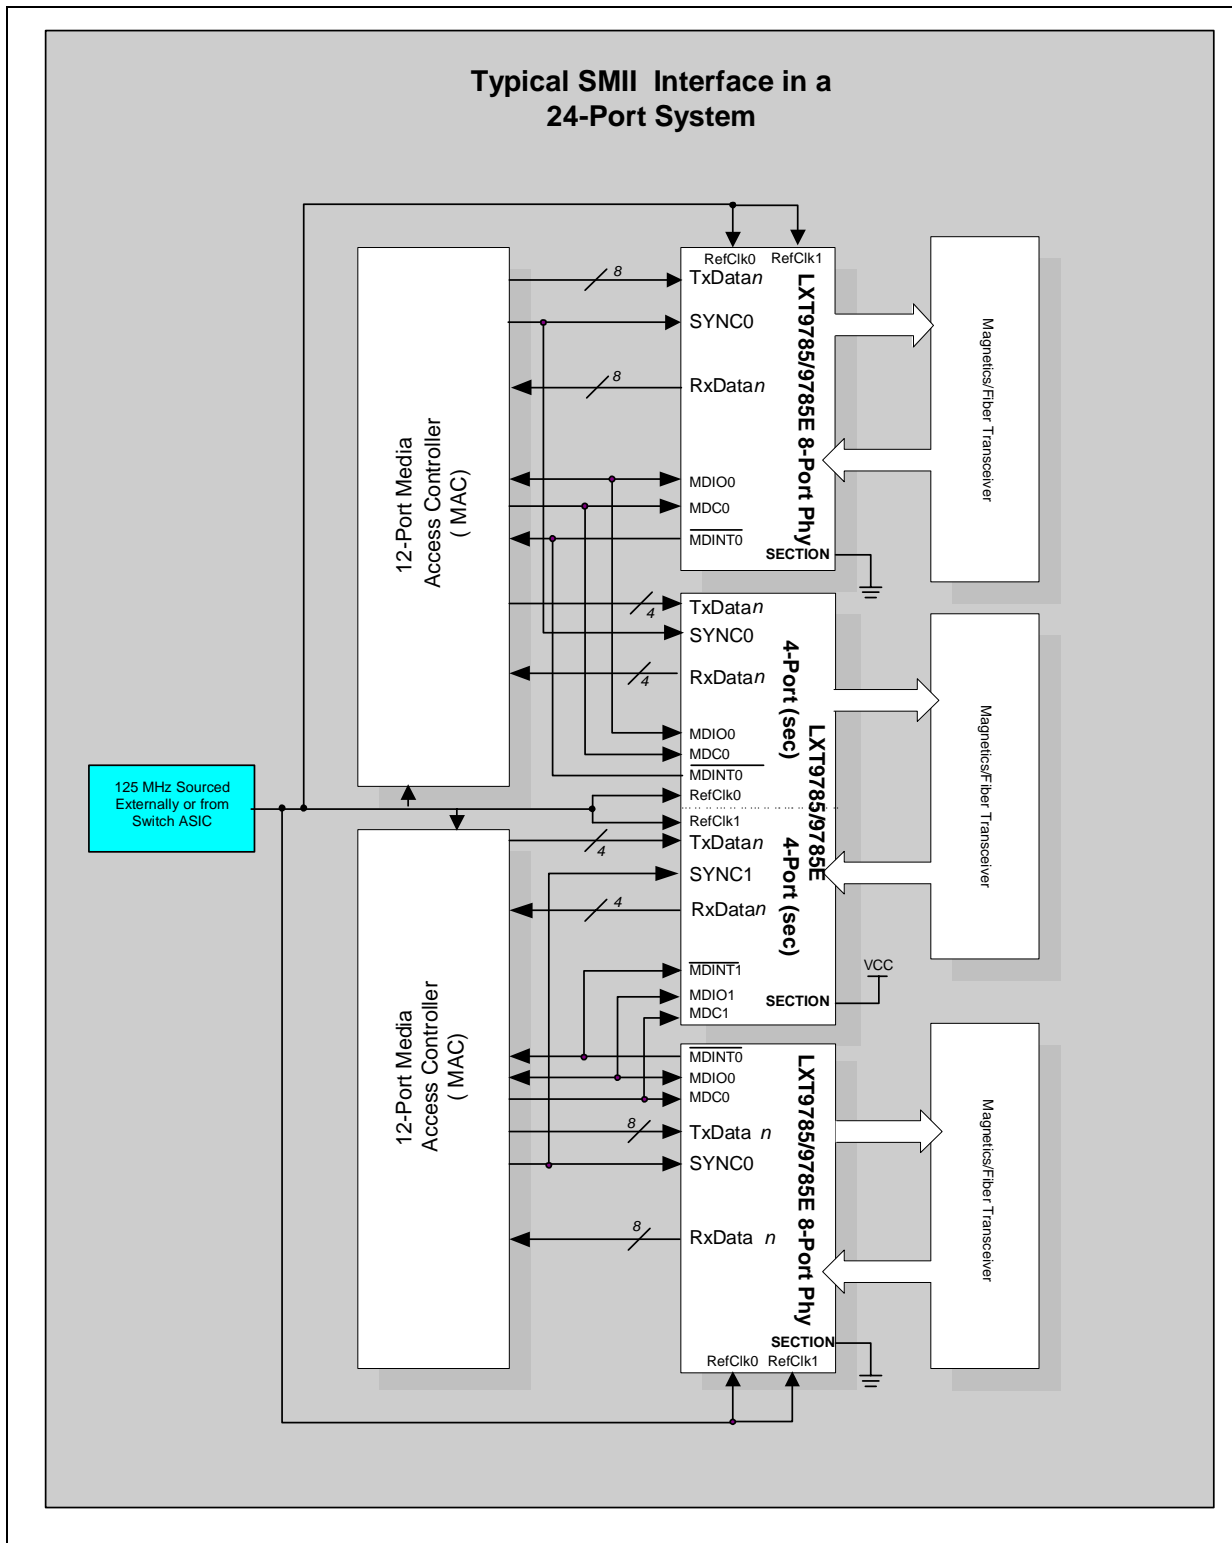 Typical SMII Interface in a
24-Port System
12-Port Media
Access Controller
( MAC)
8
8
RefClk0
RefClk1
TxDatan
SYNC0
RxDatan
MDIO0
MDC0
MDINT0
SECTION
LXT9785/9785E 8-Port Phy
Magnetics/Fiber Transceiver
4
4
TxDatan
SYNC0
RxDatan
MDIO0
MDC0
MDINT0
RefClk0
4-Port (sec)
LXT9785/9785E
Magnetics/Fiber Transceiver
125 MHz Sourced
Externally or from
Switch ASIC
12-Port Media
Access Controller
( MAC)
4
4
RefClk1
TxDatan
SYNC1
RxDatan
MDINT1
MDIO1
MDC1
4-Port (sec)
SECTION
VCC
8
8
MDINT0
MDIO0
MDC0
TxData n
SYNC0
RxData n
LXT9785/9785E 8-Port Phy
SECTION
RefClk0
RefClk1
Magnetics/Fiber Transceiver